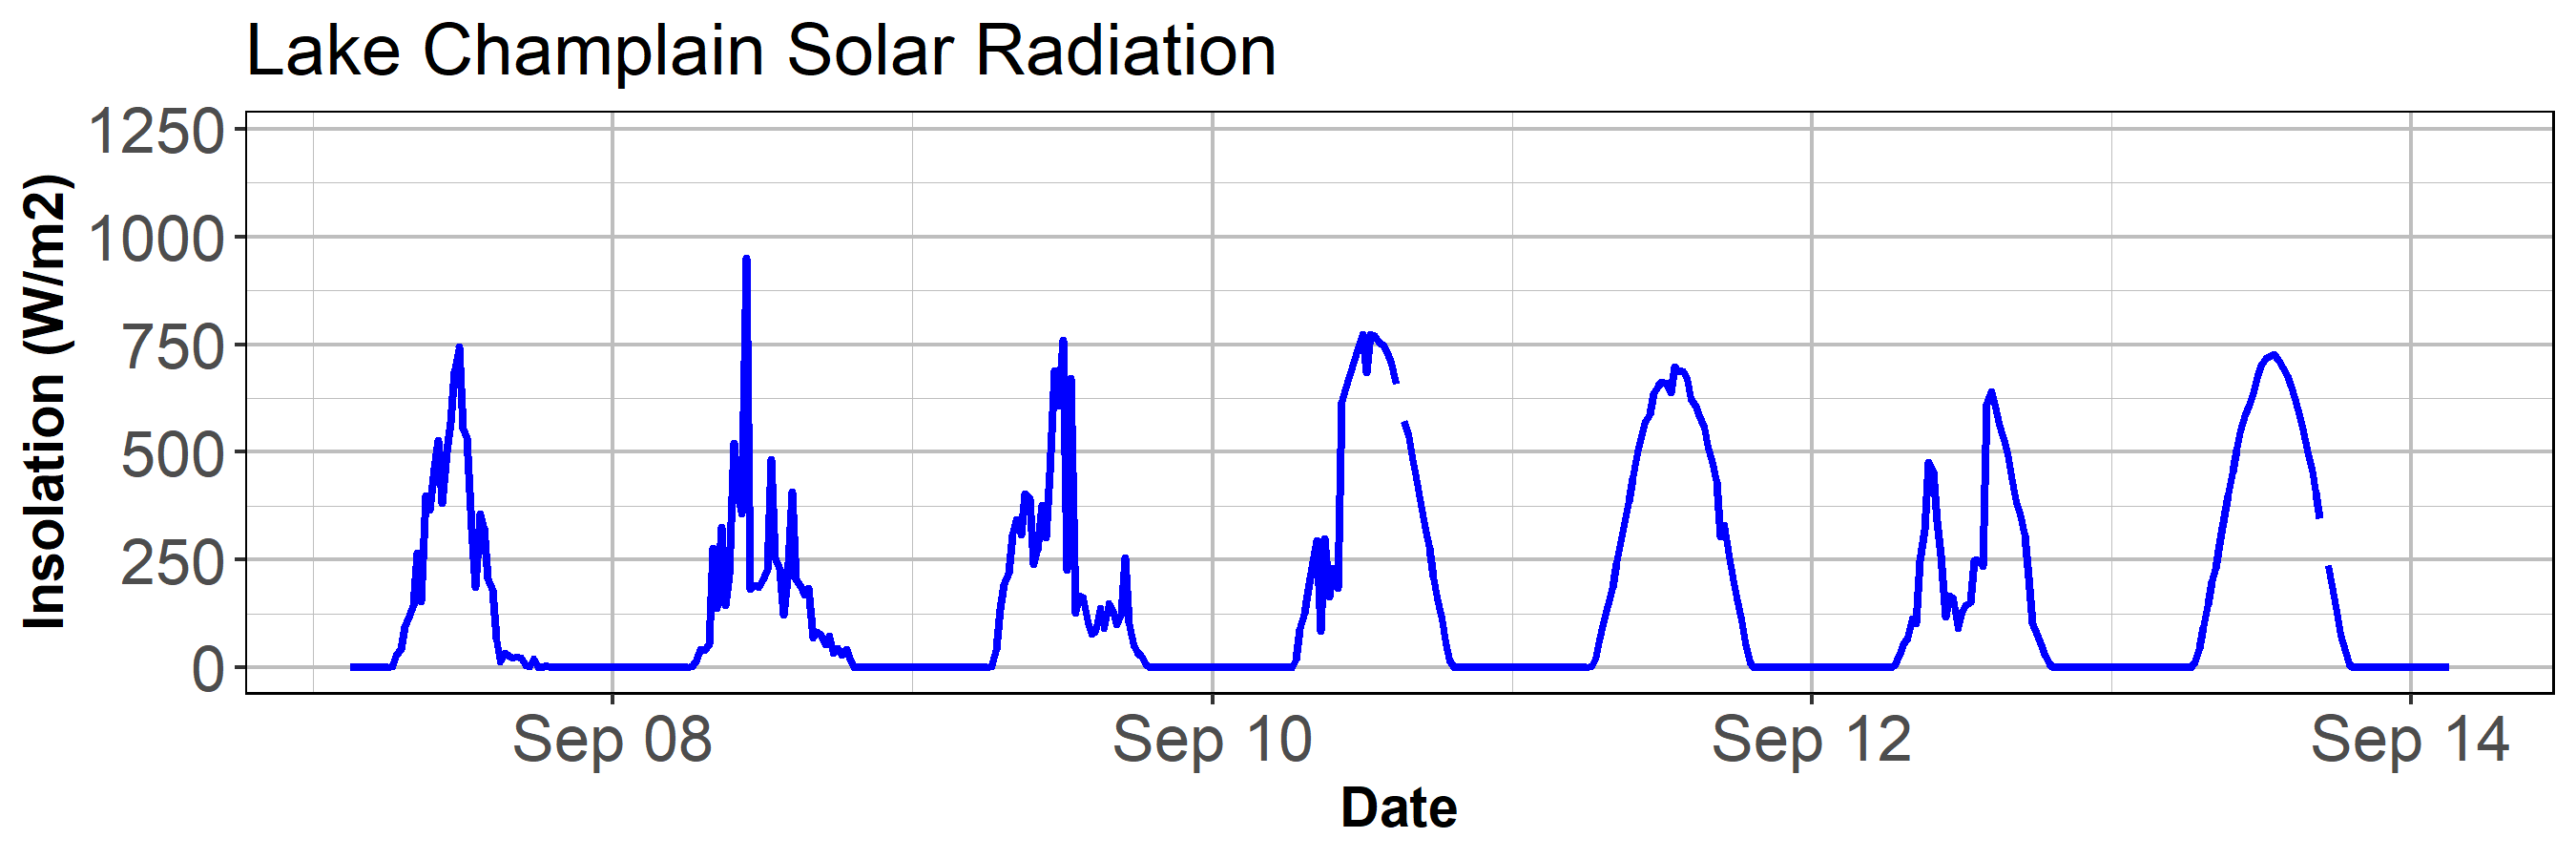 Lake Champlain Solar Radiation
1250
1000
750
500
250
0
Insolation (W/m2)
Sep 08 Sep 10 Sep 12 Sep 14
Date